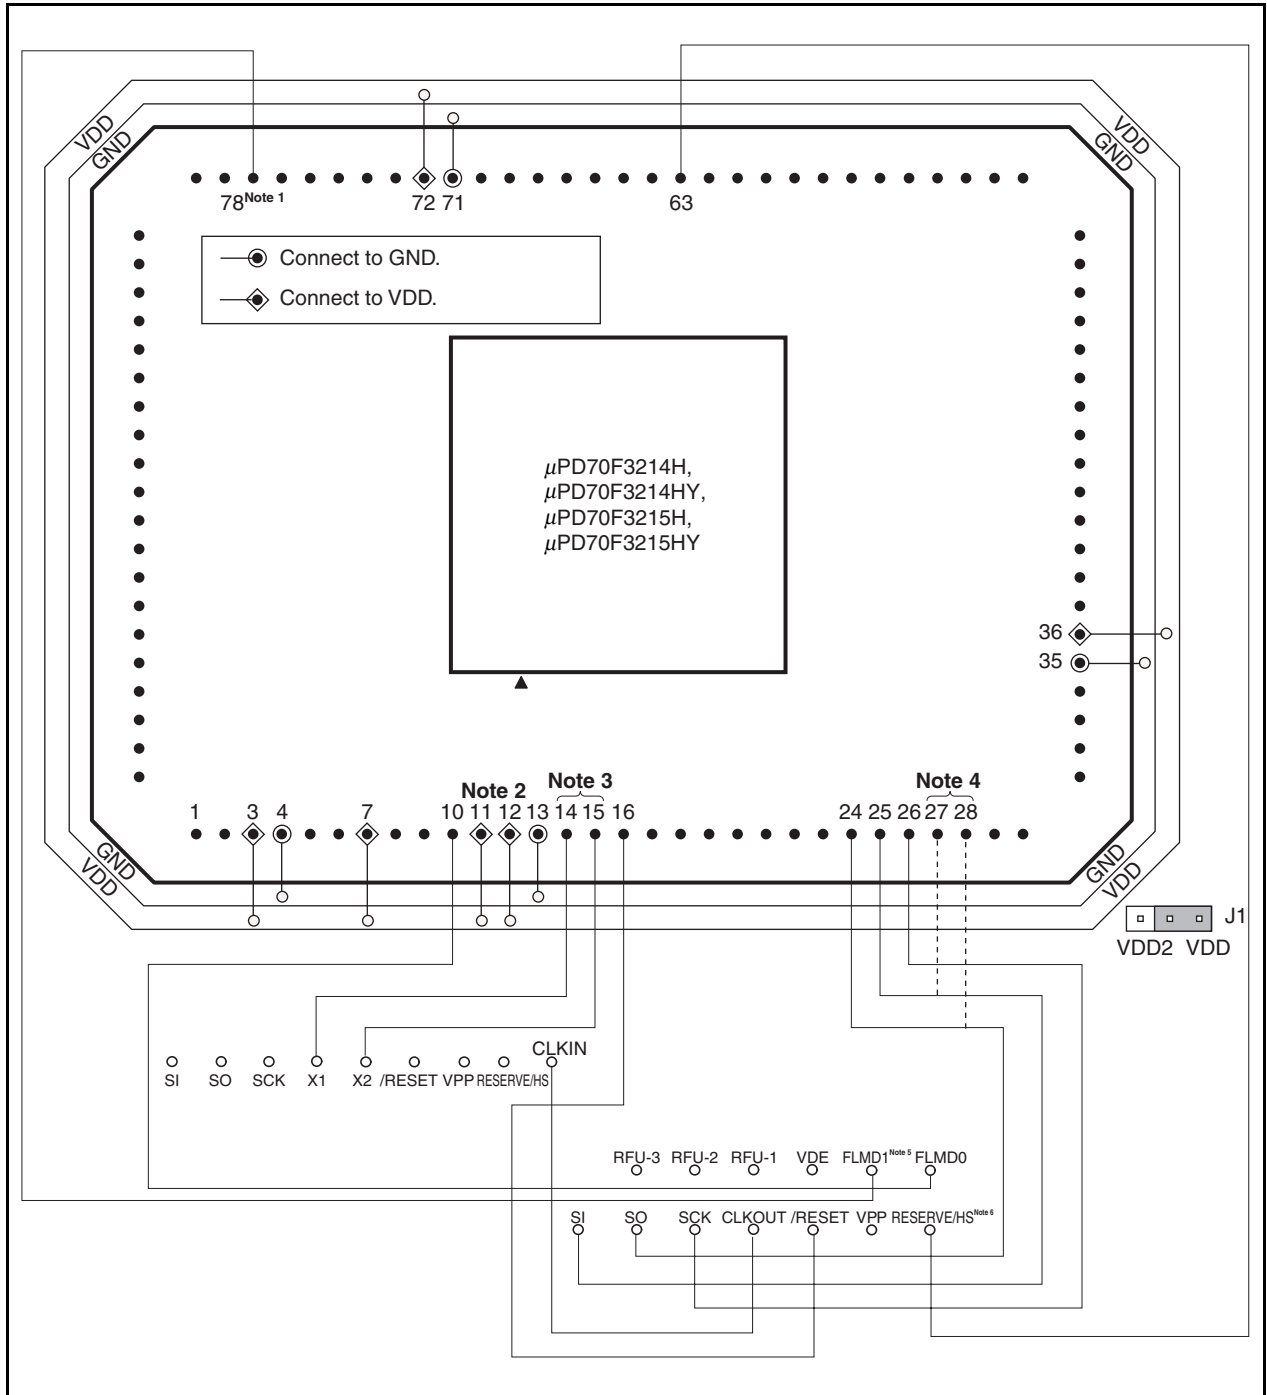 VDD
GND
VDD
GND
78Note 1
72 71
63
Connect to GND.
Connect to VDD.
μPD70F3214H,
μPD70F3214HY,
μPD70F3215H,
μPD70F3215HY
36
35
Note 2
Note 3
Note 4
1 3 4 7 10 11 12 13 14 15 16 24 25 26 27 28
GND
VDD
GND
VDD
J1
VDD2 VDD
CLKIN
SI SO SCK X1 X2 /RESET VPP RESERVE/HS
RFU-3 RFU-2 RFU-1 VDE FLMD1Note 5 FLMD0
SI SO SCK CLKOUT /RESET VPP RESERVE/HSNote 6